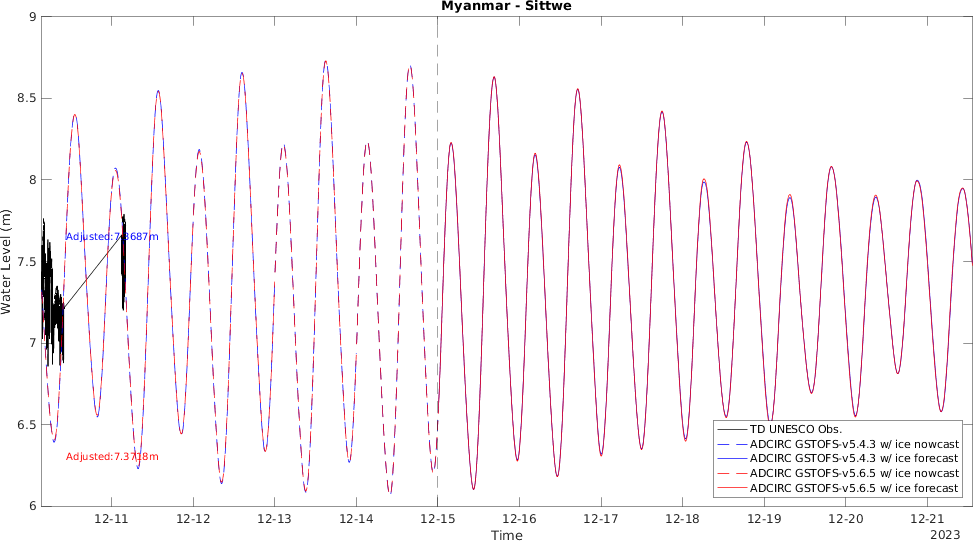 Myanmar - Sittwe
Water Level (m)
9
8.5
8
7.5
7
6.5
6
Adjusted:7.3687m
Adjusted:7.3718m
TD UNESCO Obs.
ADCIRC GSTOFS-v5.4.3 w/ ice nowcast
ADCIRC GSTOFS-v5.4.3 w/ ice forecast
ADCIRC GSTOFS-v5.6.5 w/ ice nowcast
ADCIRC GSTOFS-v5.6.5 w/ ice forecast
12-11 12-12 12-13 12-14 12-15 12-16 12-17 12-18 12-19 12-20 12-21
2023
Time